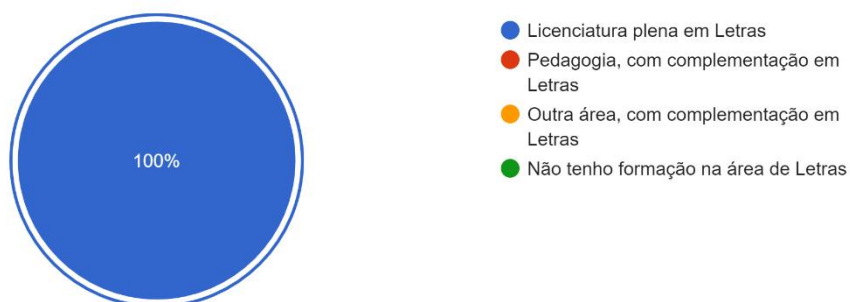 100%
Licenciatura plena em Letras
Pedagogia, com complementação em
Letras
Outra área, com complementação em
Letras
Não tenho formação na área de Letras